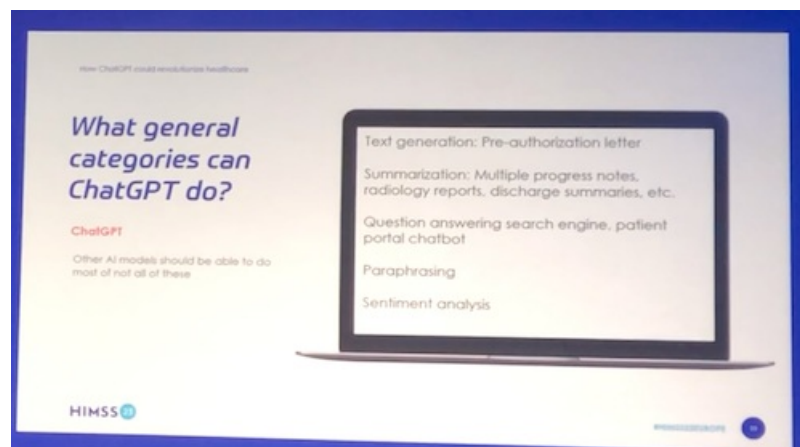 How ChatGPT could revolutionize healthcare
What general
categories can
ChatGPT do?
ChatGPT
Other AI models should be able to do
most of not all of these
Text generation: Pre-authorization letter
Summarization: Multiple progress notes,
radiology reports, discharge summaries, etc.
Question answering search engine, patient
portal chatbot
Paraphrasing
Sentiment analysis
HIMSS 23